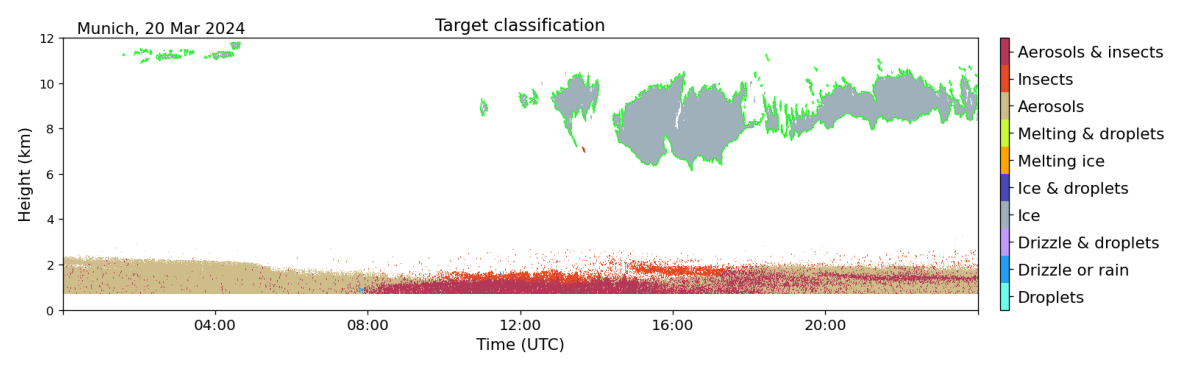 Munich, 20 Mar 2024
Target classification
12
10
8
6
4
2
0
Height (km)
04:00
08:00
12:00
16:00
20:00
Time (UTC)
Aerosols & insects
Insects
Aerosols
Melting & droplets
Melting ice
Ice & droplets
Ice
Drizzle & droplets
Drizzle or rain
Droplets